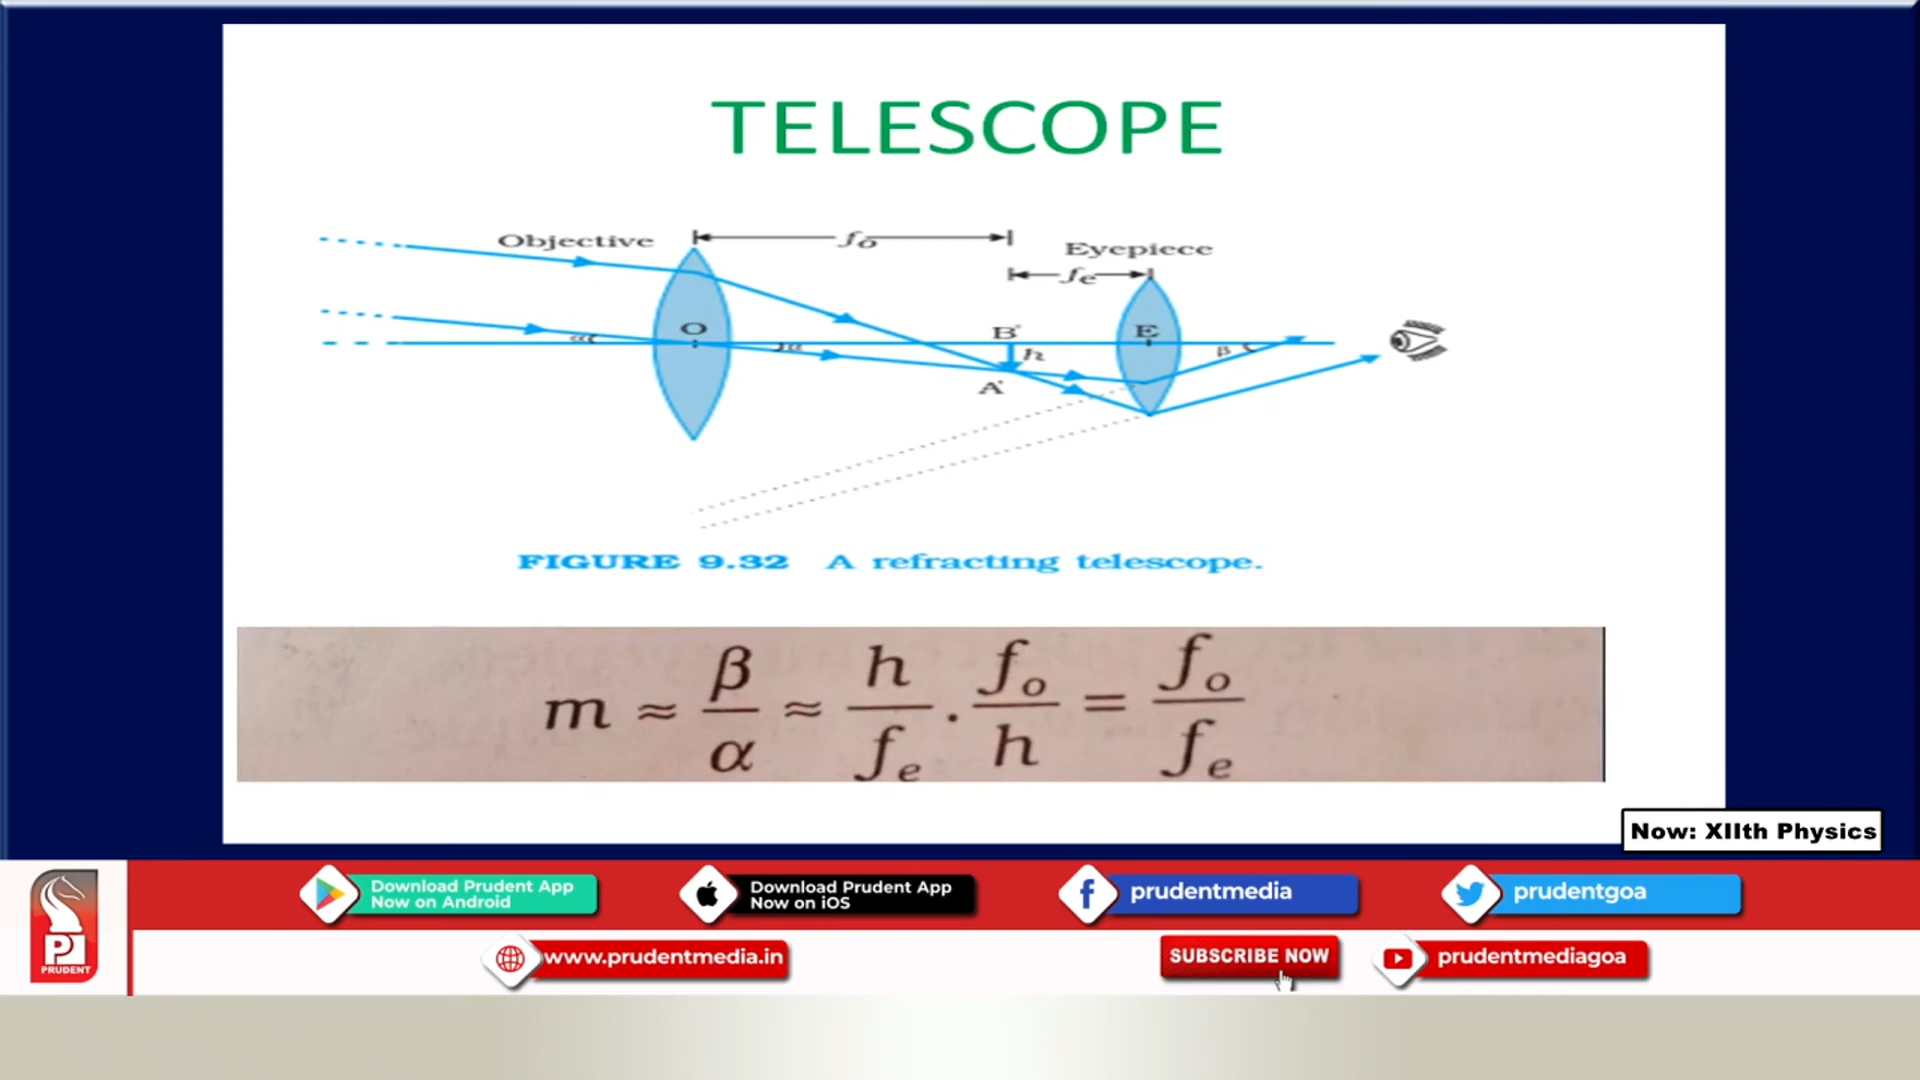 TELESCOPE
Objective
fo
Eyepiece
fe
O
B'
E
h
α
α
β
A'
FIGURE 9.32 A refracting telescope.
m ≈ β/α ≈ h/fe · fo/h = fo/fe
Now: XIIth Physics
Download Prudent App
Now on Android
Download Prudent App
Now on iOS
prudentmedia
prudentgoa
PRUDENT
www.prudentmedia.in
SUBSCRIBE NOW
prudentmediagoa